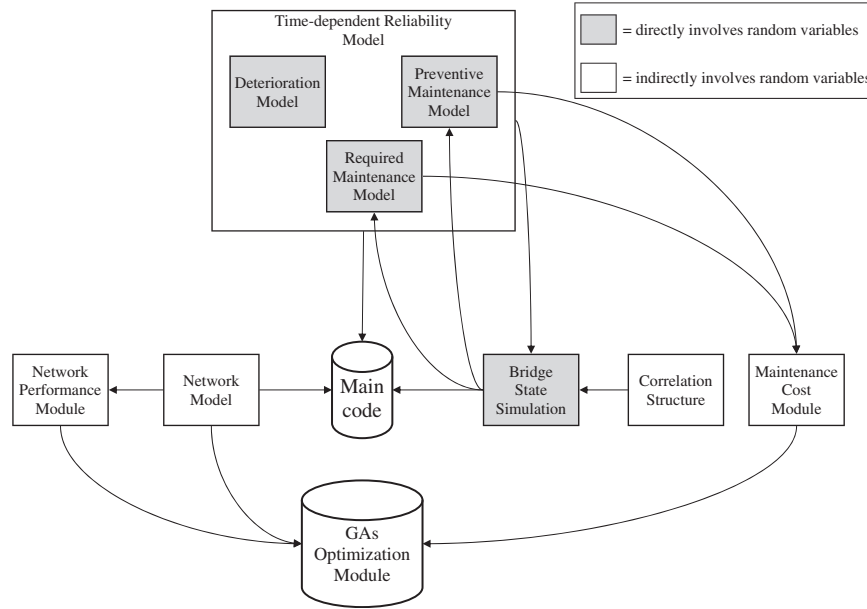 Time-dependent Reliability
Model
= directly involves random variables
= indirectly involves random variables
Deterioration
Model
Preventive
Maintenance
Model
Required
Maintenance
Model
Network
Performance
Module
Network
Model
Main
code
Bridge
State
Simulation
Correlation
Structure
Maintenance
Cost
Module
GAs
Optimization
Module